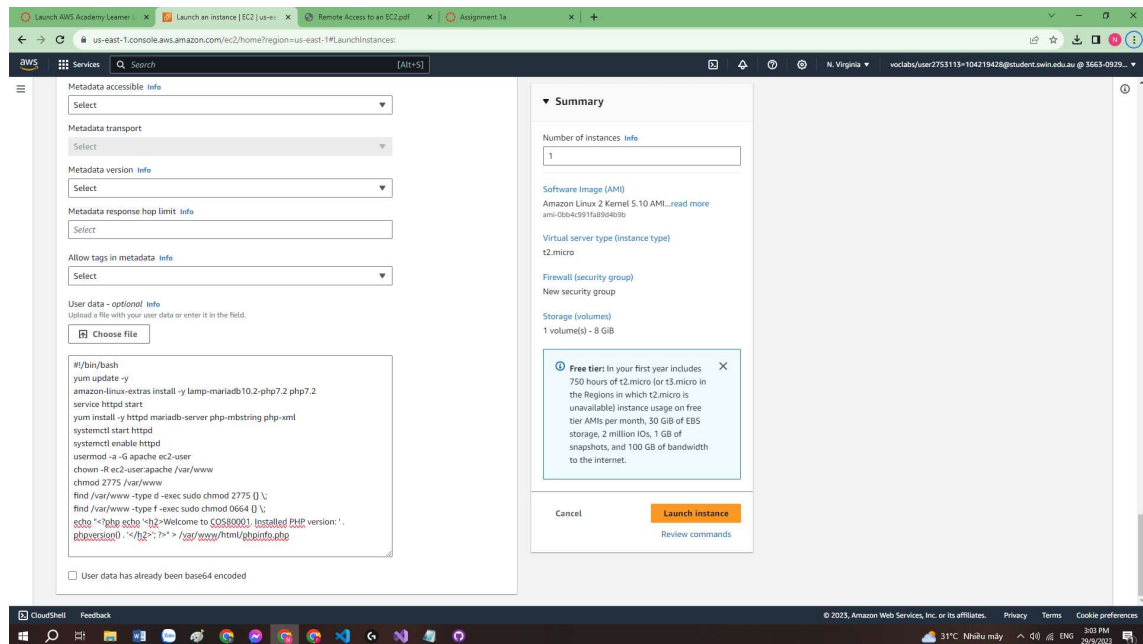 Launch AWS Academy Learner L
Launch an instance | EC2 | us-ea
Remote Access to an EC2.pdf
Assignment 1a
us-east-1.console.aws.amazon.com/ec2/home?region=us-east-1#LaunchInstances:
aws
Services
Search
[Alt+S]
N. Virginia
voclabs/user2753113=104219428@student.swin.edu.au @ 3663-0929...
Metadata accessible Info
Select
Metadata transport
Select
Metadata version Info
Select
Metadata response hop limit Info
Select
Allow tags in metadata Info
Select
User data - optional Info
Upload a file with your user data or enter it in the field.
Choose file
#!/bin/bash
yum update -y
amazon-linux-extras install -y lamp-mariadb10.2-php7.2 php7.2
service httpd start
yum install -y httpd mariadb-server php-mbstring php-xml
systemctl start httpd
systemctl enable httpd
usermod -a -G apache ec2-user
chown -R ec2-user:apache /var/www
chmod 2775 /var/www
find /var/www -type d -exec sudo chmod 2775 {} \;
find /var/www -type f -exec sudo chmod 0664 {} \;
echo "<?php echo '<h2>Welcome to COS80001. Installed PHP version: ' .
phpversion() . '</h2>'; ?>" > /var/www/html/phpinfo.php
User data has already been base64 encoded
Summary
Number of instances Info
1
Software Image (AMI)
Amazon Linux 2 Kernel 5.10 AMI...read more
ami-0bb4c991fa89d4b9b
Virtual server type (instance type)
t2.micro
Firewall (security group)
New security group
Storage (volumes)
1 volume(s) - 8 GiB
Free tier: In your first year includes
750 hours of t2.micro (or t3.micro in
the Regions in which t2.micro is
unavailable) instance usage on free
tier AMIs per month, 30 GiB of EBS
storage, 2 million IOs, 1 GB of
snapshots, and 100 GB of bandwidth
to the internet.
Cancel
Launch instance
Review commands
CloudShell
Feedback
© 2023, Amazon Web Services, Inc. or its affiliates.
Privacy
Terms
Cookie preferences
31°C Nhiều mây
ENG
3:03 PM
29/9/2023